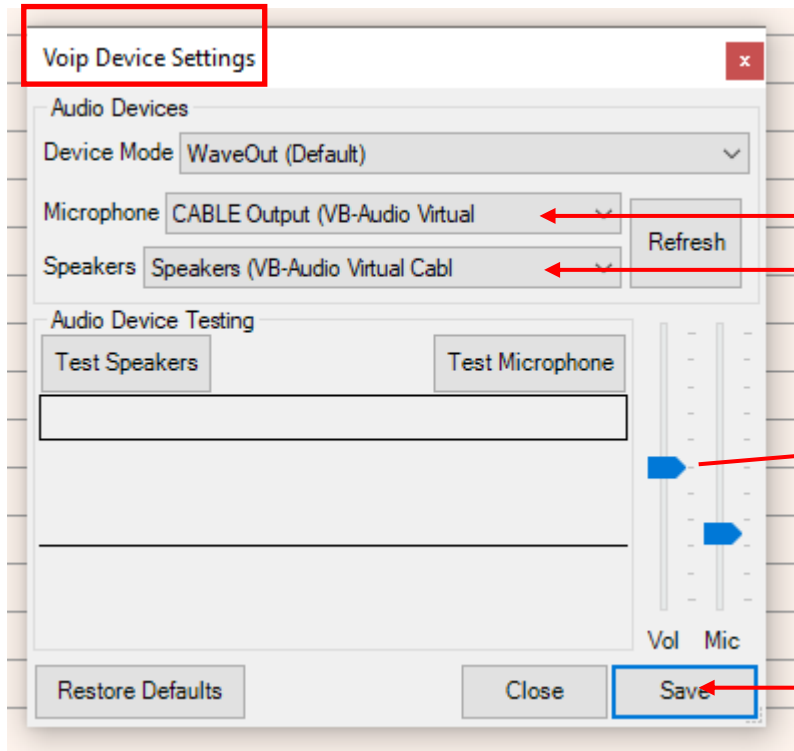 Voip Device Settings
x
Audio Devices
Device Mode WaveOut (Default)
Microphone CABLE Output (VB-Audio Virtual
Refresh
Speakers Speakers (VB-Audio Virtual Cabl
Audio Device Testing
Test Speakers Test Microphone
Vol Mic
Restore Defaults Close Save